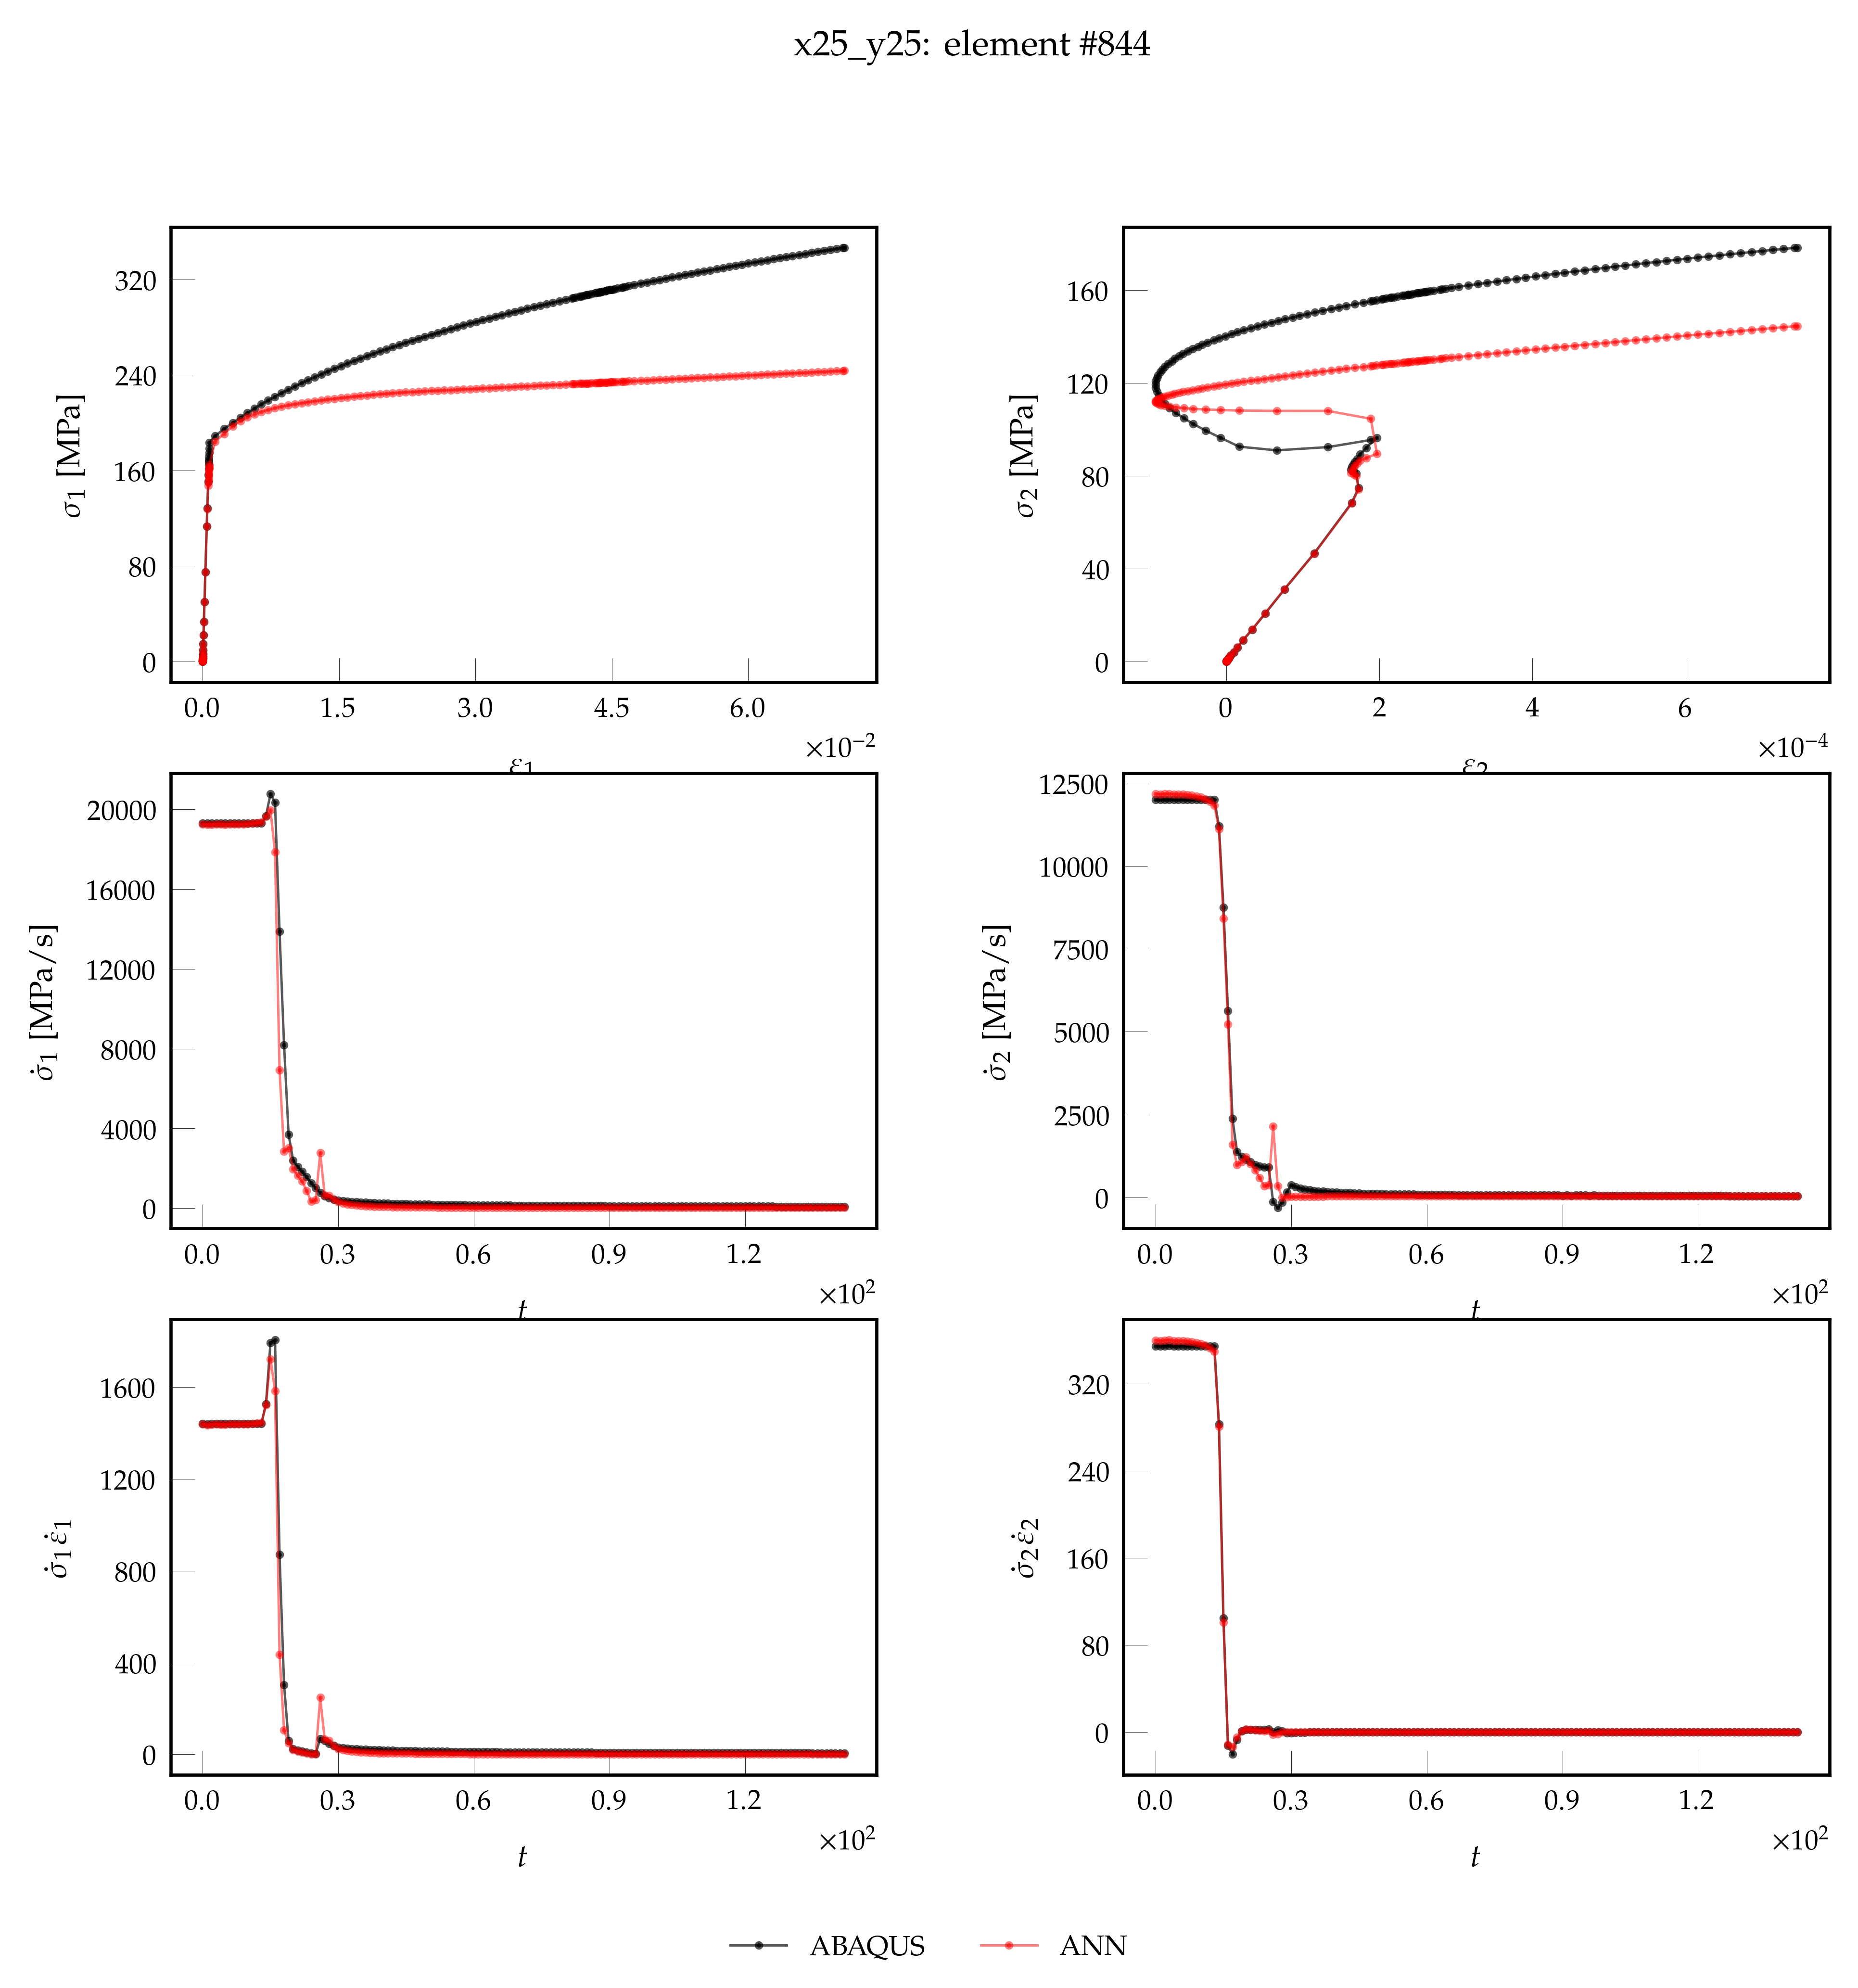 x25_y25: element #844
320
240
160
80
0
σ₁ [MPa]
0.0 1.5 3.0 4.5 6.0
×10⁻²
ε₁
160
120
80
40
0
σ₂ [MPa]
0 2 4 6
×10⁻⁴
ε₂
20000
16000
12000
8000
4000
0
σ̇₁ [MPa/s]
0.0 0.3 0.6 0.9 1.2
×10²
t
12500
10000
7500
5000
2500
0
σ̇₂ [MPa/s]
0.0 0.3 0.6 0.9 1.2
×10²
t
1600
1200
800
400
0
σ̇₁ε̇₁
0.0 0.3 0.6 0.9 1.2
×10²
t
320
240
160
80
0
σ̇₂ε̇₂
0.0 0.3 0.6 0.9 1.2
×10²
t
ABAQUS ANN